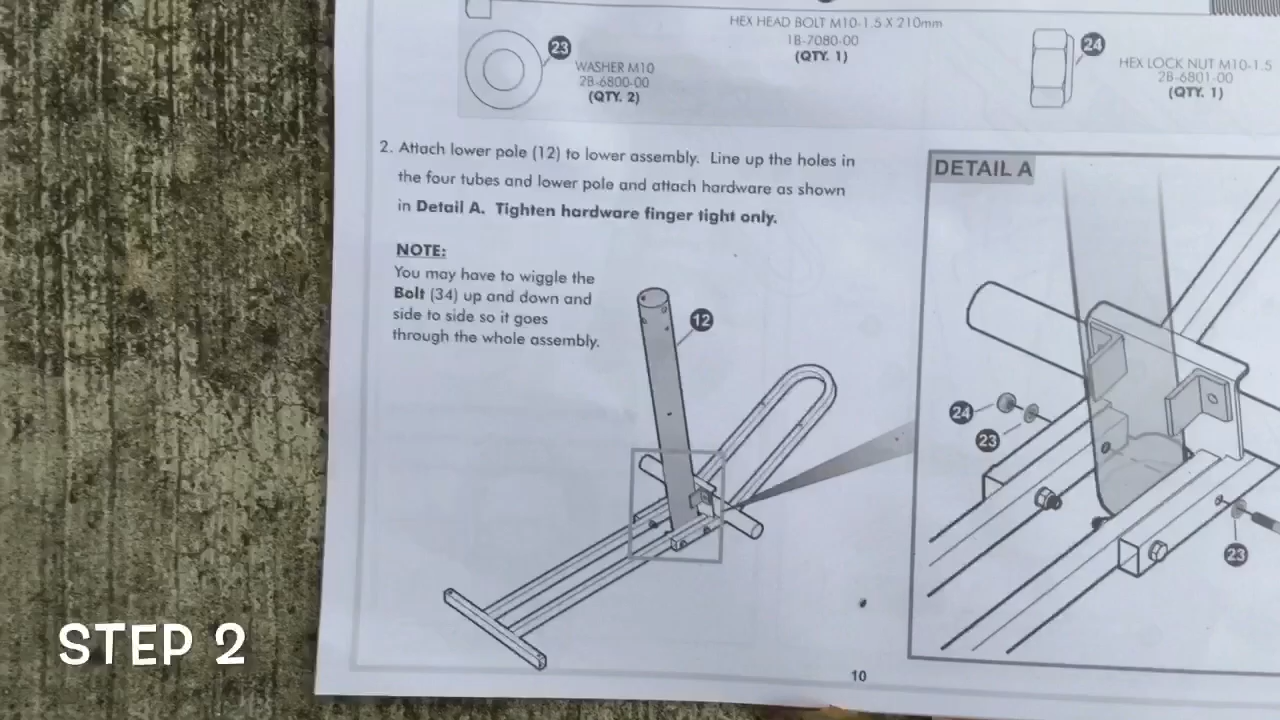 HEX HEAD BOLT M10-1.5 X 210mm
1B-7080-00
(QTY. 1)
23
WASHER M10
2B-6800-00
(QTY. 2)
24
HEX LOCK NUT M10-1.5
2B-6801-00
(QTY. 1)
2. Attach lower pole (12) to lower assembly. Line up the holes in
the four tubes and lower pole and attach hardware as shown
in Detail A. Tighten hardware finger tight only.
NOTE:
You may have to wiggle the
Bolt (34) up and down and
side to side so it goes
through the whole assembly.
12
DETAIL A
24
23
23
10
STEP 2